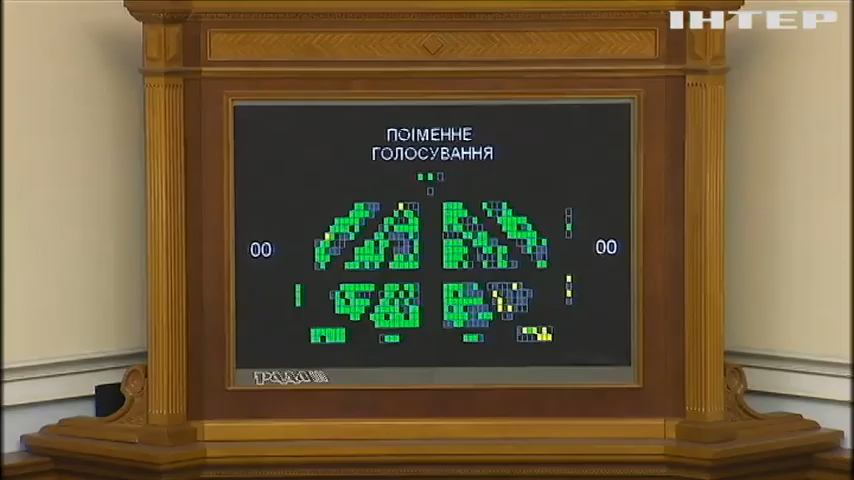 ІНТЕР
ПОІМЕННЕ
ГОЛОСУВАННЯ
00
00
РАДА